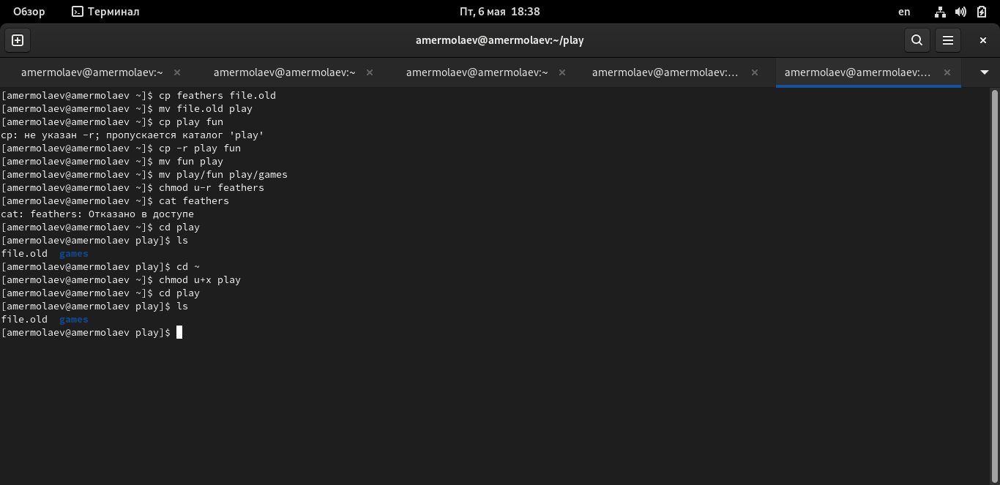 Обзор Терминал Пт, 6 мая 18:38 en
amermolaev@amermolaev:~/play
amermolaev@amermolaev:~ amermolaev@amermolaev:~ amermolaev@amermolaev:~ amermolaev@amermolaev:... amermolaev@amermolaev:...
[amermolaev@amermolaev ~]$ cp feathers file.old
[amermolaev@amermolaev ~]$ mv file.old play
[amermolaev@amermolaev ~]$ cp play fun
cp: не указан -r; пропускается каталог 'play'
[amermolaev@amermolaev ~]$ cp -r play fun
[amermolaev@amermolaev ~]$ mv fun play
[amermolaev@amermolaev ~]$ mv play/fun play/games
[amermolaev@amermolaev ~]$ chmod u-r feathers
[amermolaev@amermolaev ~]$ cat feathers
cat: feathers: Отказано в доступе
[amermolaev@amermolaev ~]$ cd play
[amermolaev@amermolaev play]$ ls
file.old  games
[amermolaev@amermolaev play]$ cd ~
[amermolaev@amermolaev ~]$ chmod u+x play
[amermolaev@amermolaev ~]$ cd play
[amermolaev@amermolaev play]$ ls
file.old  games
[amermolaev@amermolaev play]$